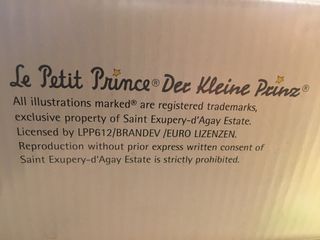 Le Petit Prince® Der Kleine Prinz®
All illustrations marked® are registered trademarks,
exclusive property of Saint Exupery-d'Agay Estate.
Licensed by LPP612/BRANDEV /EURO LIZENZEN.
Reproduction without prior express written consent of
Saint Exupery-d'Agay Estate is strictly prohibited.